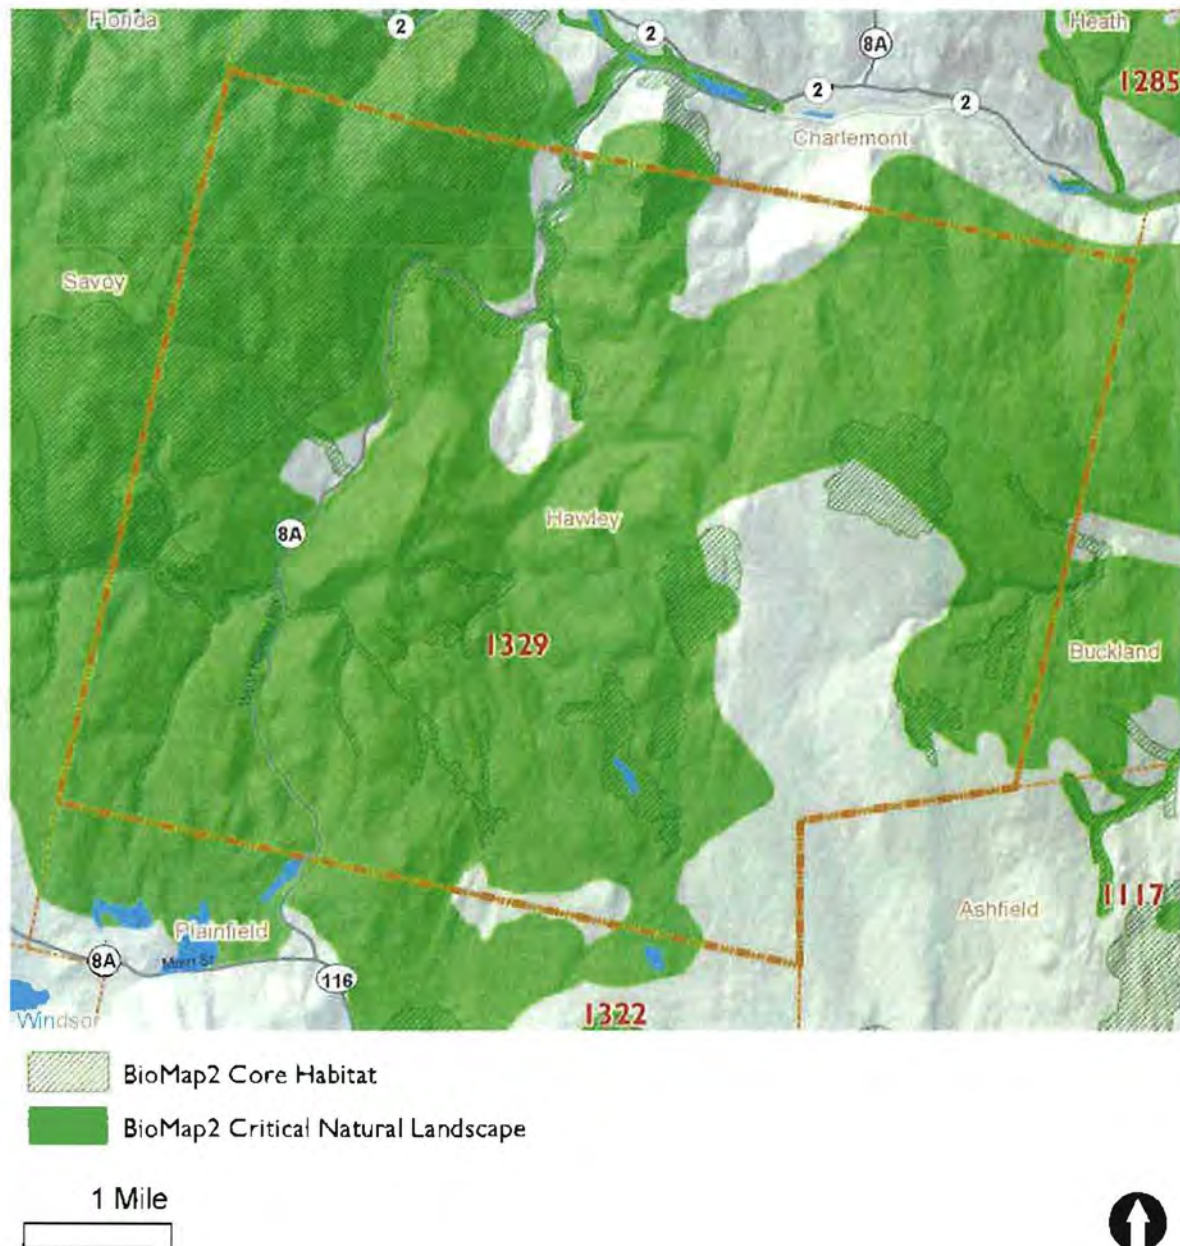 Florida
2
2
8A
Heath
1285
2
2
Charlemont
Savoy
Hawley
8A
1329
Buckland
1117
Ashfield
Plainfield
8A
Main St
116
Windsor
1322
BioMap2 Core Habitat
BioMap2 Critical Natural Landscape
1 Mile